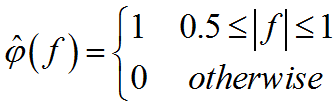 φ̂(f) = { 1 0.5 ≤ |f| ≤ 1
0 otherwise